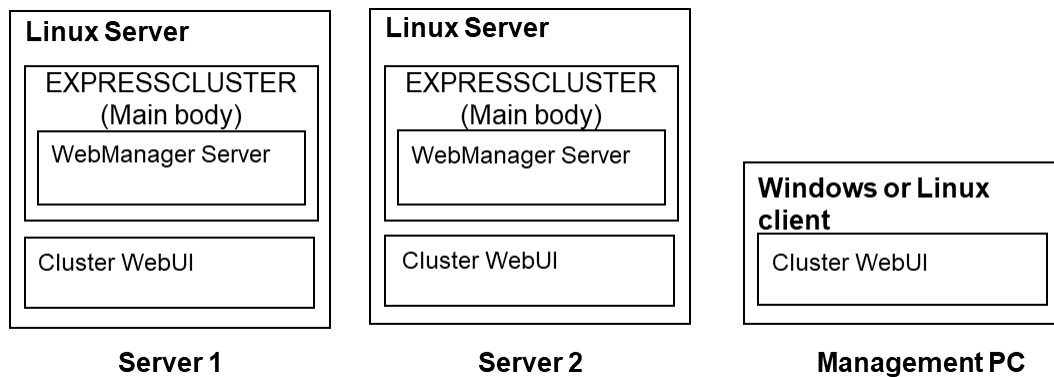 Linux Server
EXPRESSCLUSTER
(Main body)
WebManager Server
Cluster WebUI
Server 1
Linux Server
EXPRESSCLUSTER
(Main body)
WebManager Server
Cluster WebUI
Server 2
Windows or Linux
client
Cluster WebUI
Management PC